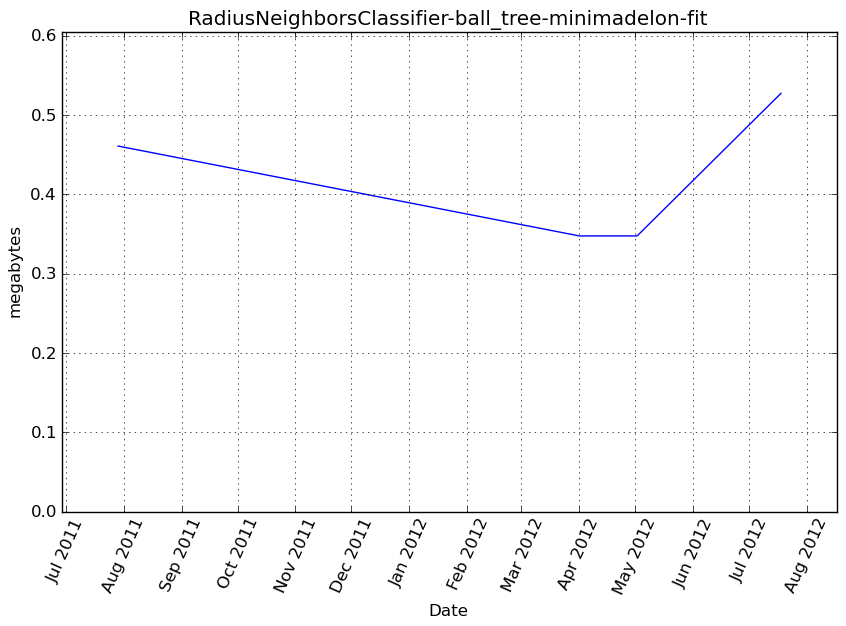 RadiusNeighborsClassifier-ball_tree-minimadelon-fit
0.6
0.5
0.4
0.3
0.2
0.1
0.0
megabytes
Jul 2011
Aug 2011
Sep 2011
Oct 2011
Nov 2011
Dec 2011
Jan 2012
Feb 2012
Mar 2012
Apr 2012
May 2012
Jun 2012
Jul 2012
Aug 2012
Date